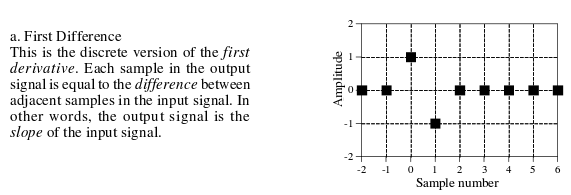 a. First Difference
This is the discrete version of the first
derivative. Each sample in the output
signal is equal to the difference between
adjacent samples in the input signal. In
other words, the output signal is the
slope of the input signal.
2
1
0
-1
-2
Amplitude
-2 -1 0 1 2 3 4 5 6
Sample number